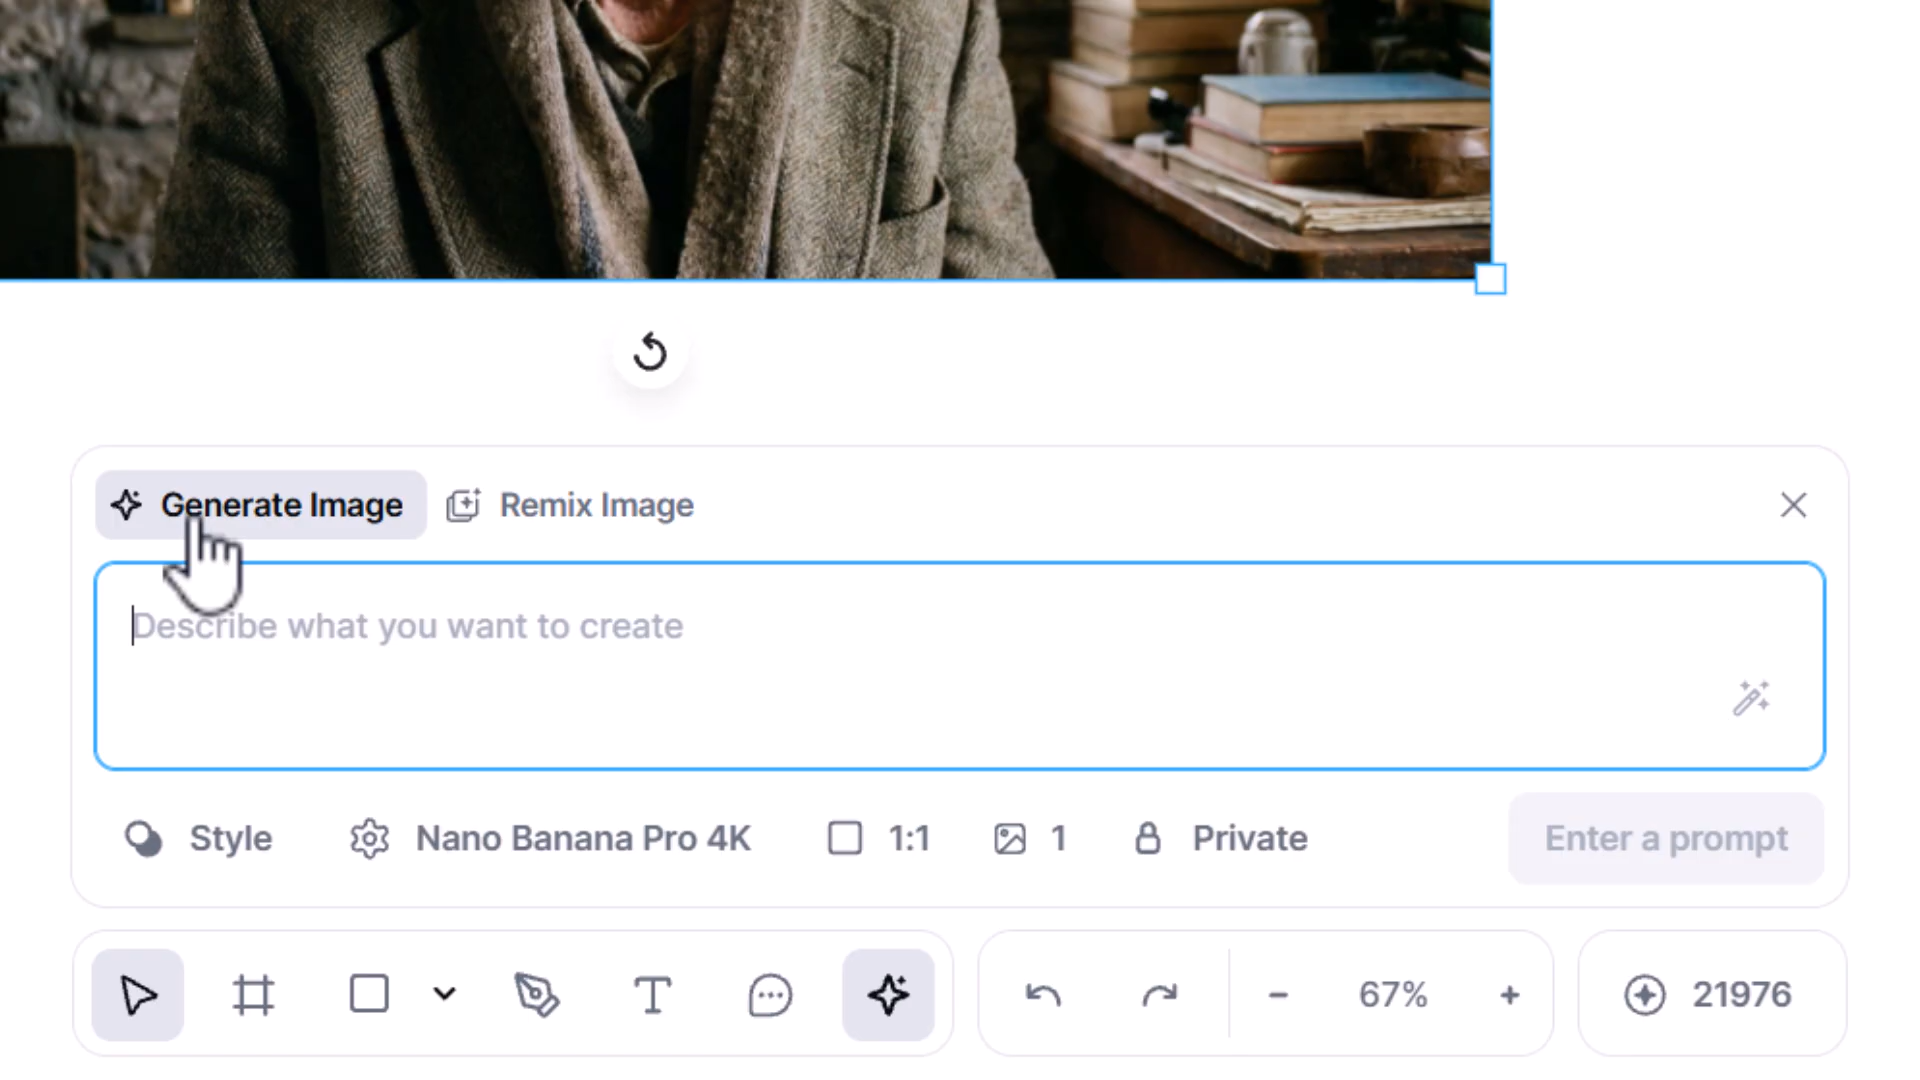 Generate Image Remix Image
Describe what you want to create
Style Nano Banana Pro 4K 1:1 1 Private Enter a prompt
67% 21976